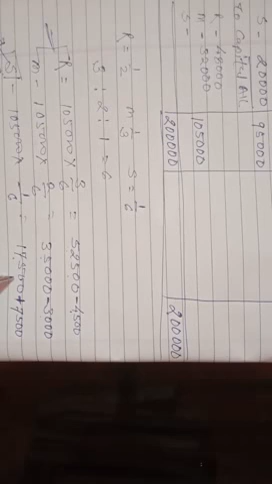 S - 20000 95000
To Capital A/c
R - 48000
M - 32000 105000
S -
200000 200000
R = 1/2 M 1/3 S = 1/6
3 : 2 : 1 = 6
R = 105000 × 3/6 = 52500 - 4500
M - 105000 × 2/6 = 35000 - 3000
S - 105000 × 1/6 = 17500 + 7500